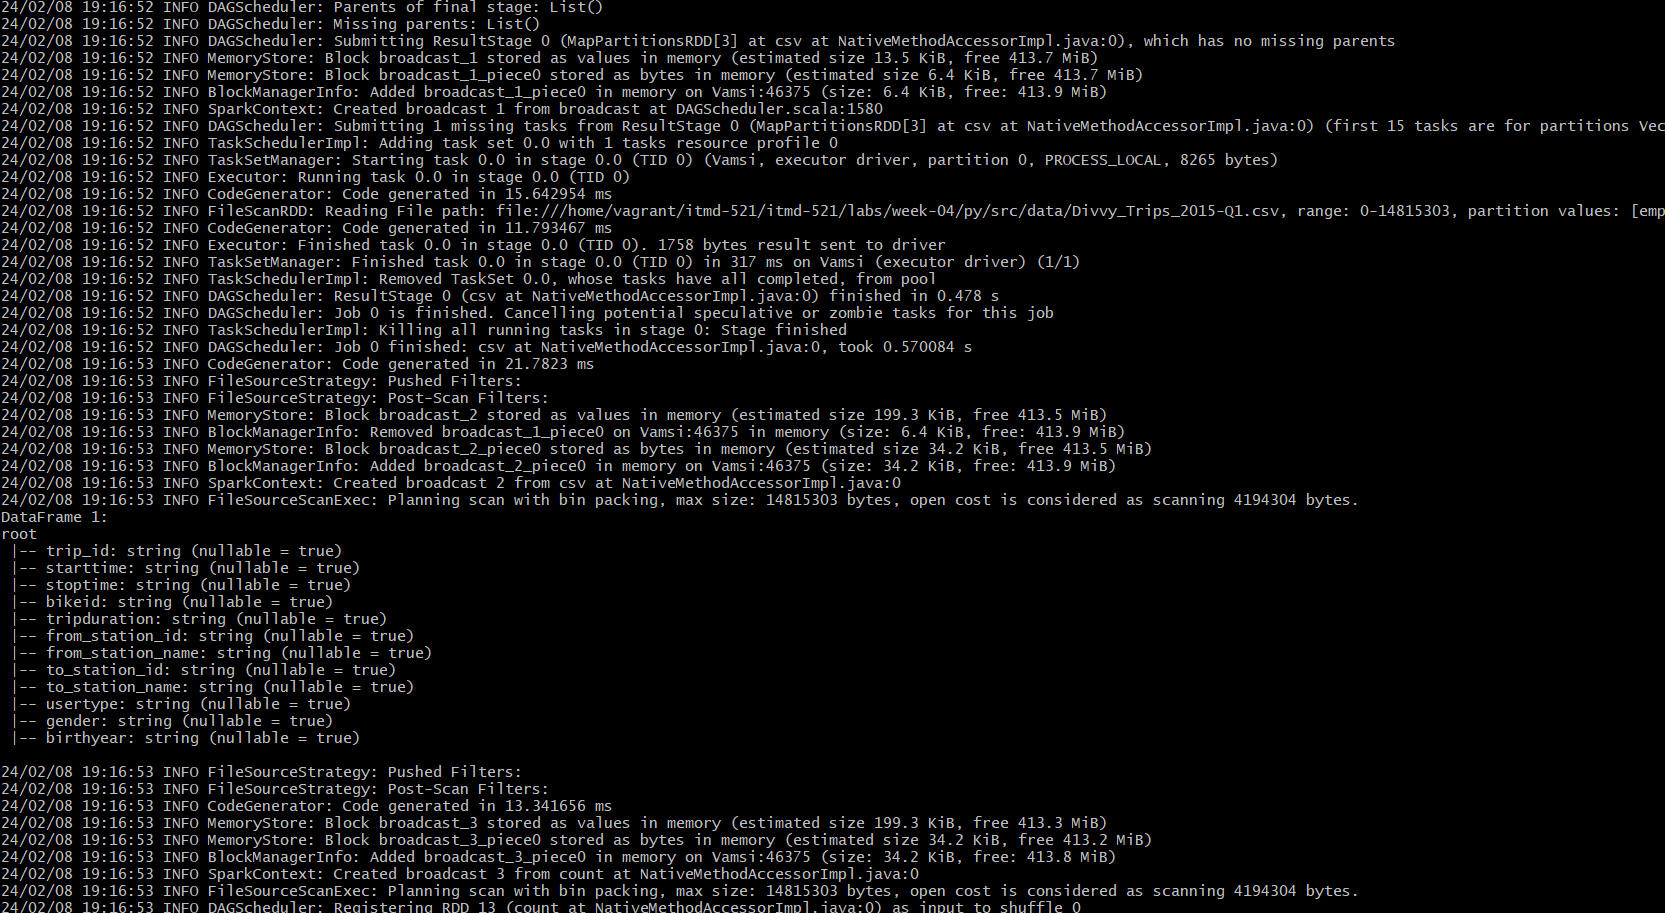 24/02/08 19:16:52 INFO DAGScheduler: Parents of final stage: List()
24/02/08 19:16:52 INFO DAGScheduler: Missing parents: List()
24/02/08 19:16:52 INFO DAGScheduler: Submitting ResultStage 0 (MapPartitionsRDD[3] at csv at NativeMethodAccessorImpl.java:0), which has no missing parents
24/02/08 19:16:52 INFO MemoryStore: Block broadcast_1 stored as values in memory (estimated size 13.5 KiB, free 413.7 MiB)
24/02/08 19:16:52 INFO MemoryStore: Block broadcast_1_piece0 stored as bytes in memory (estimated size 6.4 KiB, free 413.7 MiB)
24/02/08 19:16:52 INFO BlockManagerInfo: Added broadcast_1_piece0 in memory on Vamsi:46375 (size: 6.4 KiB, free: 413.9 MiB)
24/02/08 19:16:52 INFO SparkContext: Created broadcast 1 from broadcast at DAGScheduler.scala:1580
24/02/08 19:16:52 INFO DAGScheduler: Submitting 1 missing tasks from ResultStage 0 (MapPartitionsRDD[3] at csv at NativeMethodAccessorImpl.java:0) (first 15 tasks are for partitions Vec
24/02/08 19:16:52 INFO TaskSchedulerImpl: Adding task set 0.0 with 1 tasks resource profile 0
24/02/08 19:16:52 INFO TaskSetManager: Starting task 0.0 in stage 0.0 (TID 0) (Vamsi, executor driver, partition 0, PROCESS_LOCAL, 8265 bytes)
24/02/08 19:16:52 INFO Executor: Running task 0.0 in stage 0.0 (TID 0)
24/02/08 19:16:52 INFO CodeGenerator: Code generated in 15.642954 ms
24/02/08 19:16:52 INFO FileScanRDD: Reading File path: file:///home/vagrant/itmd-521/itmd-521/labs/week-04/py/src/data/Divvy_Trips_2015-Q1.csv, range: 0-14815303, partition values: [emp
24/02/08 19:16:52 INFO CodeGenerator: Code generated in 11.793467 ms
24/02/08 19:16:52 INFO Executor: Finished task 0.0 in stage 0.0 (TID 0). 1758 bytes result sent to driver
24/02/08 19:16:52 INFO TaskSetManager: Finished task 0.0 in stage 0.0 (TID 0) in 317 ms on Vamsi (executor driver) (1/1)
24/02/08 19:16:52 INFO TaskSchedulerImpl: Removed TaskSet 0.0, whose tasks have all completed, from pool
24/02/08 19:16:52 INFO DAGScheduler: ResultStage 0 (csv at NativeMethodAccessorImpl.java:0) finished in 0.478 s
24/02/08 19:16:52 INFO DAGScheduler: Job 0 is finished. Cancelling potential speculative or zombie tasks for this job
24/02/08 19:16:52 INFO TaskSchedulerImpl: Killing all running tasks in stage 0: Stage finished
24/02/08 19:16:52 INFO DAGScheduler: Job 0 finished: csv at NativeMethodAccessorImpl.java:0, took 0.570084 s
24/02/08 19:16:53 INFO CodeGenerator: Code generated in 21.7823 ms
24/02/08 19:16:53 INFO FileSourceStrategy: Pushed Filters:
24/02/08 19:16:53 INFO FileSourceStrategy: Post-Scan Filters:
24/02/08 19:16:53 INFO MemoryStore: Block broadcast_2 stored as values in memory (estimated size 199.3 KiB, free 413.5 MiB)
24/02/08 19:16:53 INFO BlockManagerInfo: Removed broadcast_1_piece0 on Vamsi:46375 in memory (size: 6.4 KiB, free: 413.9 MiB)
24/02/08 19:16:53 INFO MemoryStore: Block broadcast_2_piece0 stored as bytes in memory (estimated size 34.2 KiB, free 413.5 MiB)
24/02/08 19:16:53 INFO BlockManagerInfo: Added broadcast_2_piece0 in memory on Vamsi:46375 (size: 34.2 KiB, free: 413.9 MiB)
24/02/08 19:16:53 INFO SparkContext: Created broadcast 2 from csv at NativeMethodAccessorImpl.java:0
24/02/08 19:16:53 INFO FileSourceScanExec: Planning scan with bin packing, max size: 14815303 bytes, open cost is considered as scanning 4194304 bytes.
DataFrame 1:
root
 |-- trip_id: string (nullable = true)
 |-- starttime: string (nullable = true)
 |-- stoptime: string (nullable = true)
 |-- bikeid: string (nullable = true)
 |-- tripduration: string (nullable = true)
 |-- from_station_id: string (nullable = true)
 |-- from_station_name: string (nullable = true)
 |-- to_station_id: string (nullable = true)
 |-- to_station_name: string (nullable = true)
 |-- usertype: string (nullable = true)
 |-- gender: string (nullable = true)
 |-- birthyear: string (nullable = true)
24/02/08 19:16:53 INFO FileSourceStrategy: Pushed Filters:
24/02/08 19:16:53 INFO FileSourceStrategy: Post-Scan Filters:
24/02/08 19:16:53 INFO CodeGenerator: Code generated in 13.341656 ms
24/02/08 19:16:53 INFO MemoryStore: Block broadcast_3 stored as values in memory (estimated size 199.3 KiB, free 413.3 MiB)
24/02/08 19:16:53 INFO MemoryStore: Block broadcast_3_piece0 stored as bytes in memory (estimated size 34.2 KiB, free 413.2 MiB)
24/02/08 19:16:53 INFO BlockManagerInfo: Added broadcast_3_piece0 in memory on Vamsi:46375 (size: 34.2 KiB, free: 413.8 MiB)
24/02/08 19:16:53 INFO SparkContext: Created broadcast 3 from count at NativeMethodAccessorImpl.java:0
24/02/08 19:16:53 INFO FileSourceScanExec: Planning scan with bin packing, max size: 14815303 bytes, open cost is considered as scanning 4194304 bytes.
24/02/08 19:16:53 INFO DAGScheduler: Registering RDD 13 (count at NativeMethodAccessorImpl.java:0) as input to shuffle 0